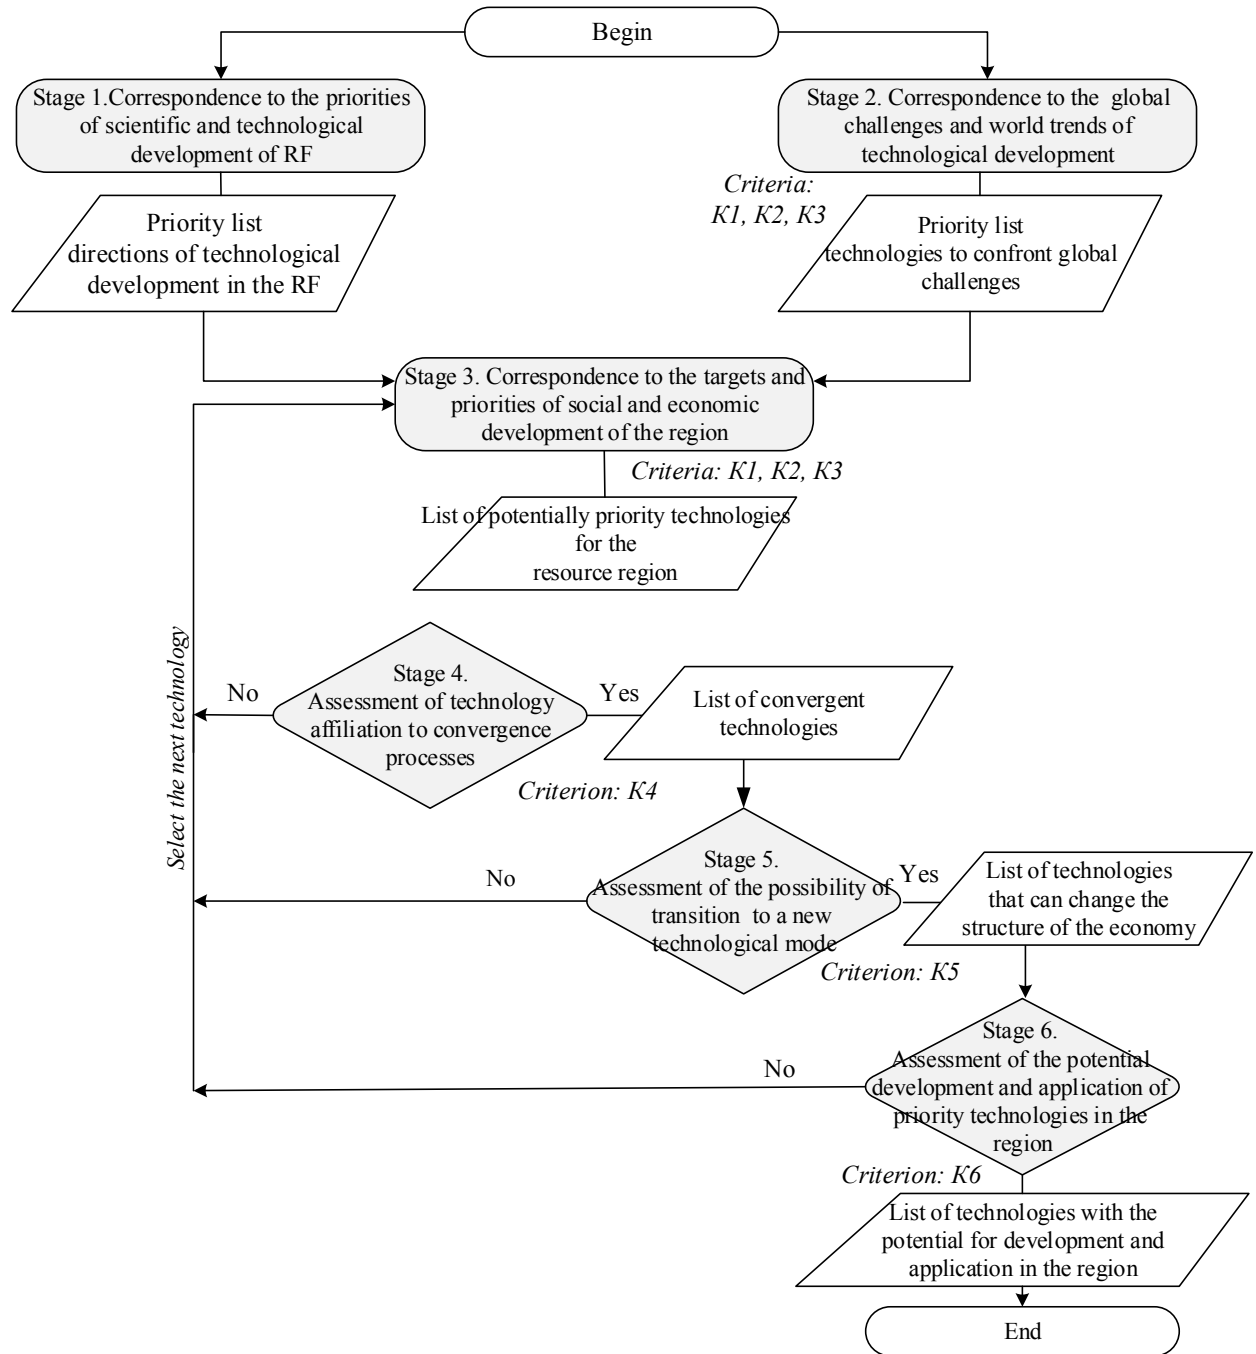 Begin
Stage 1.Correspondence to the priorities
of scientific and technological
development of RF
Stage 2. Correspondence to the global
challenges and world trends of
technological development
Criteria:
K1, K2, K3
Priority list
directions of technological
development in the RF
Priority list
technologies to confront global
challenges
Stage 3. Correspondence to the targets and
priorities of social and economic
development of the region
Criteria: K1, K2, K3
List of potentially priority technologies
for the
resource region
Select the next technology
Stage 4.
Assessment of technology
affiliation to convergence
processes
No
Yes
List of convergent
technologies
Criterion: K4
Stage 5.
Assessment of the possibility of
transition to a new
technological mode
No
Yes
List of technologies
that can change the
structure of the economy
Criterion: K5
Stage 6.
Assessment of the potential
development and application of
priority technologies in the
region
No
Criterion: K6
List of technologies with the
potential for development and
application in the region
End